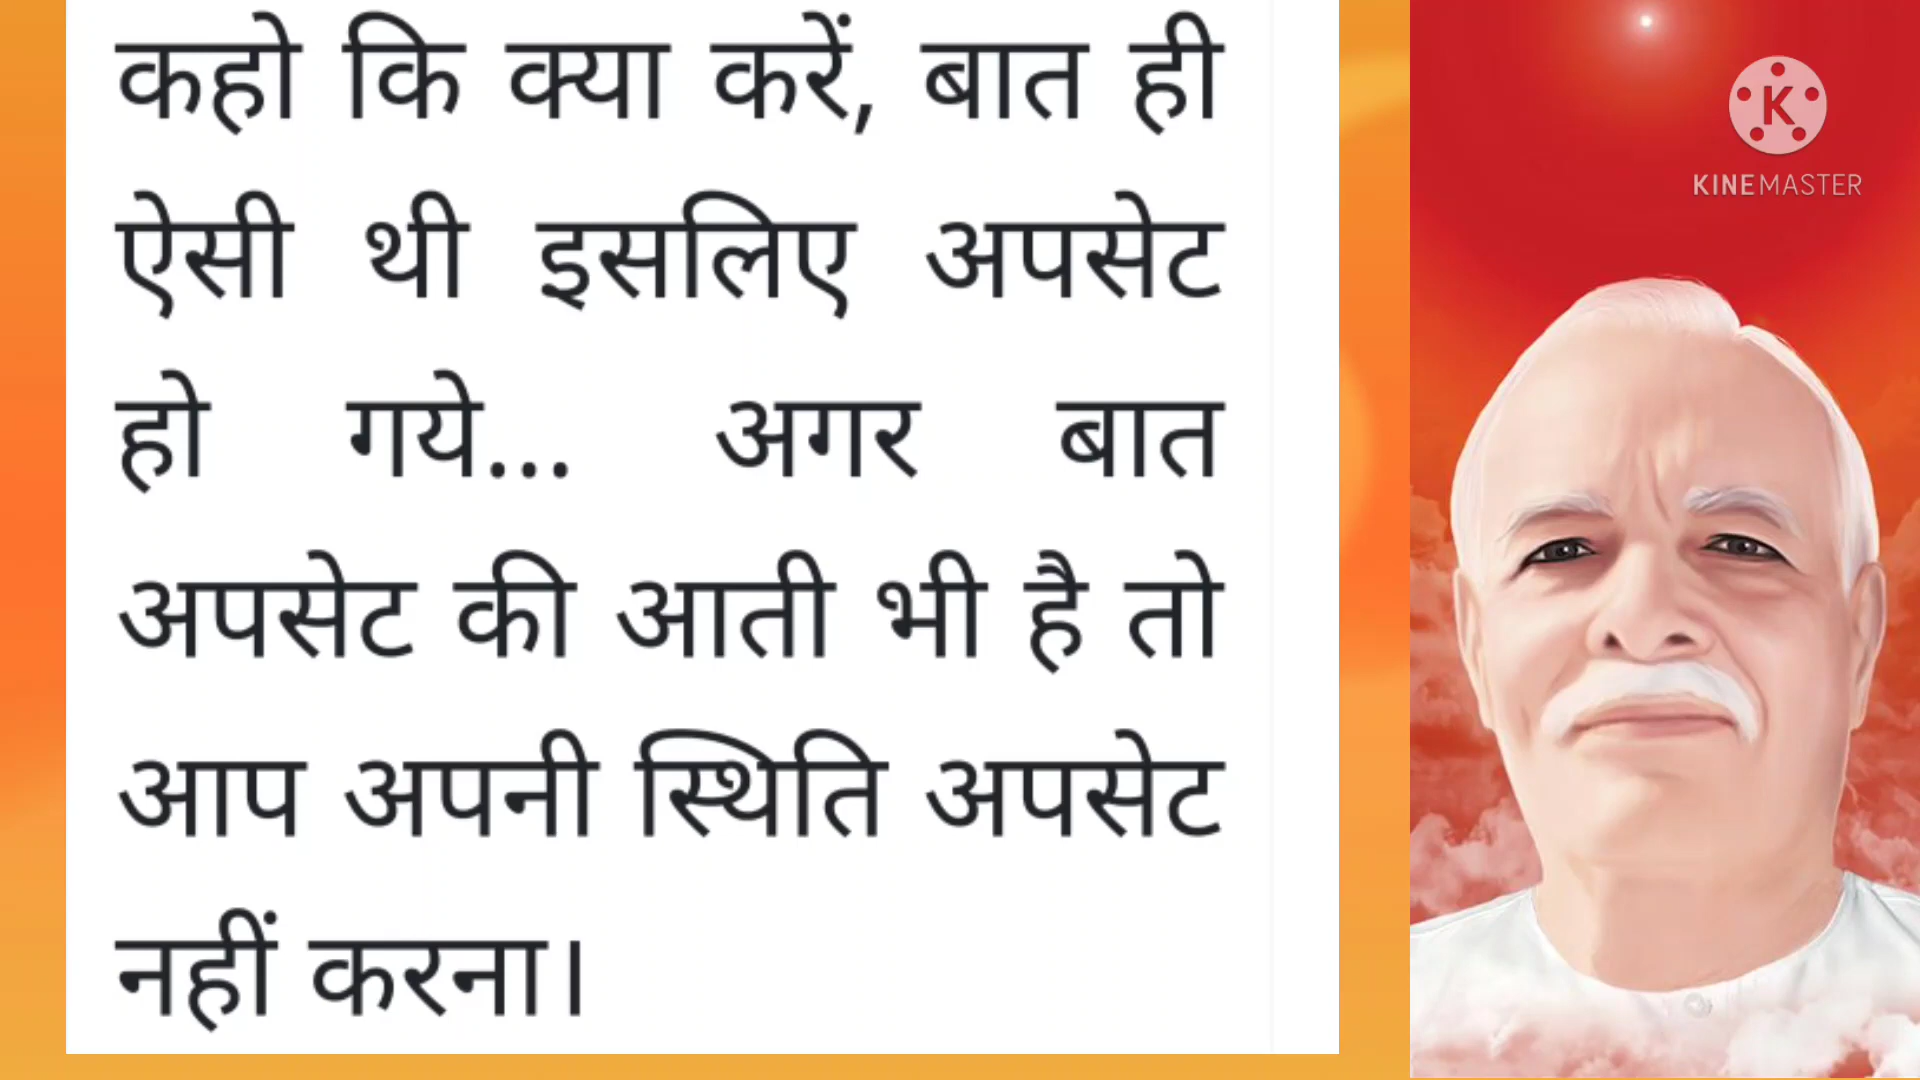 कहो कि क्या करें, बात ही
ऐसी थी इसलिए अपसेट
हो गये... अगर बात
अपसेट की आती भी है तो
आप अपनी स्थिति अपसेट
नहीं करना।
K
KINEMASTER